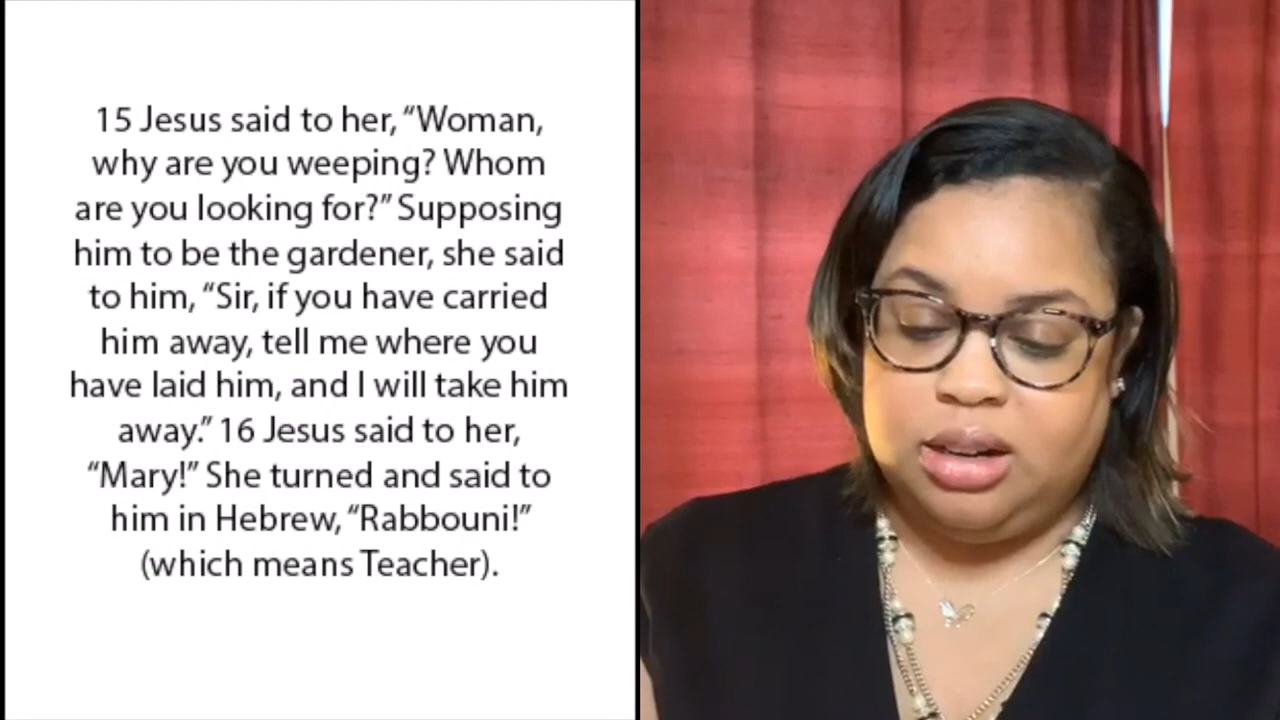 15 Jesus said to her, “Woman,
why are you weeping? Whom
are you looking for?” Supposing
him to be the gardener, she said
to him, “Sir, if you have carried
him away, tell me where you
have laid him, and I will take him
away.” 16 Jesus said to her,
“Mary!” She turned and said to
him in Hebrew, “Rabbouni!”
(which means Teacher).